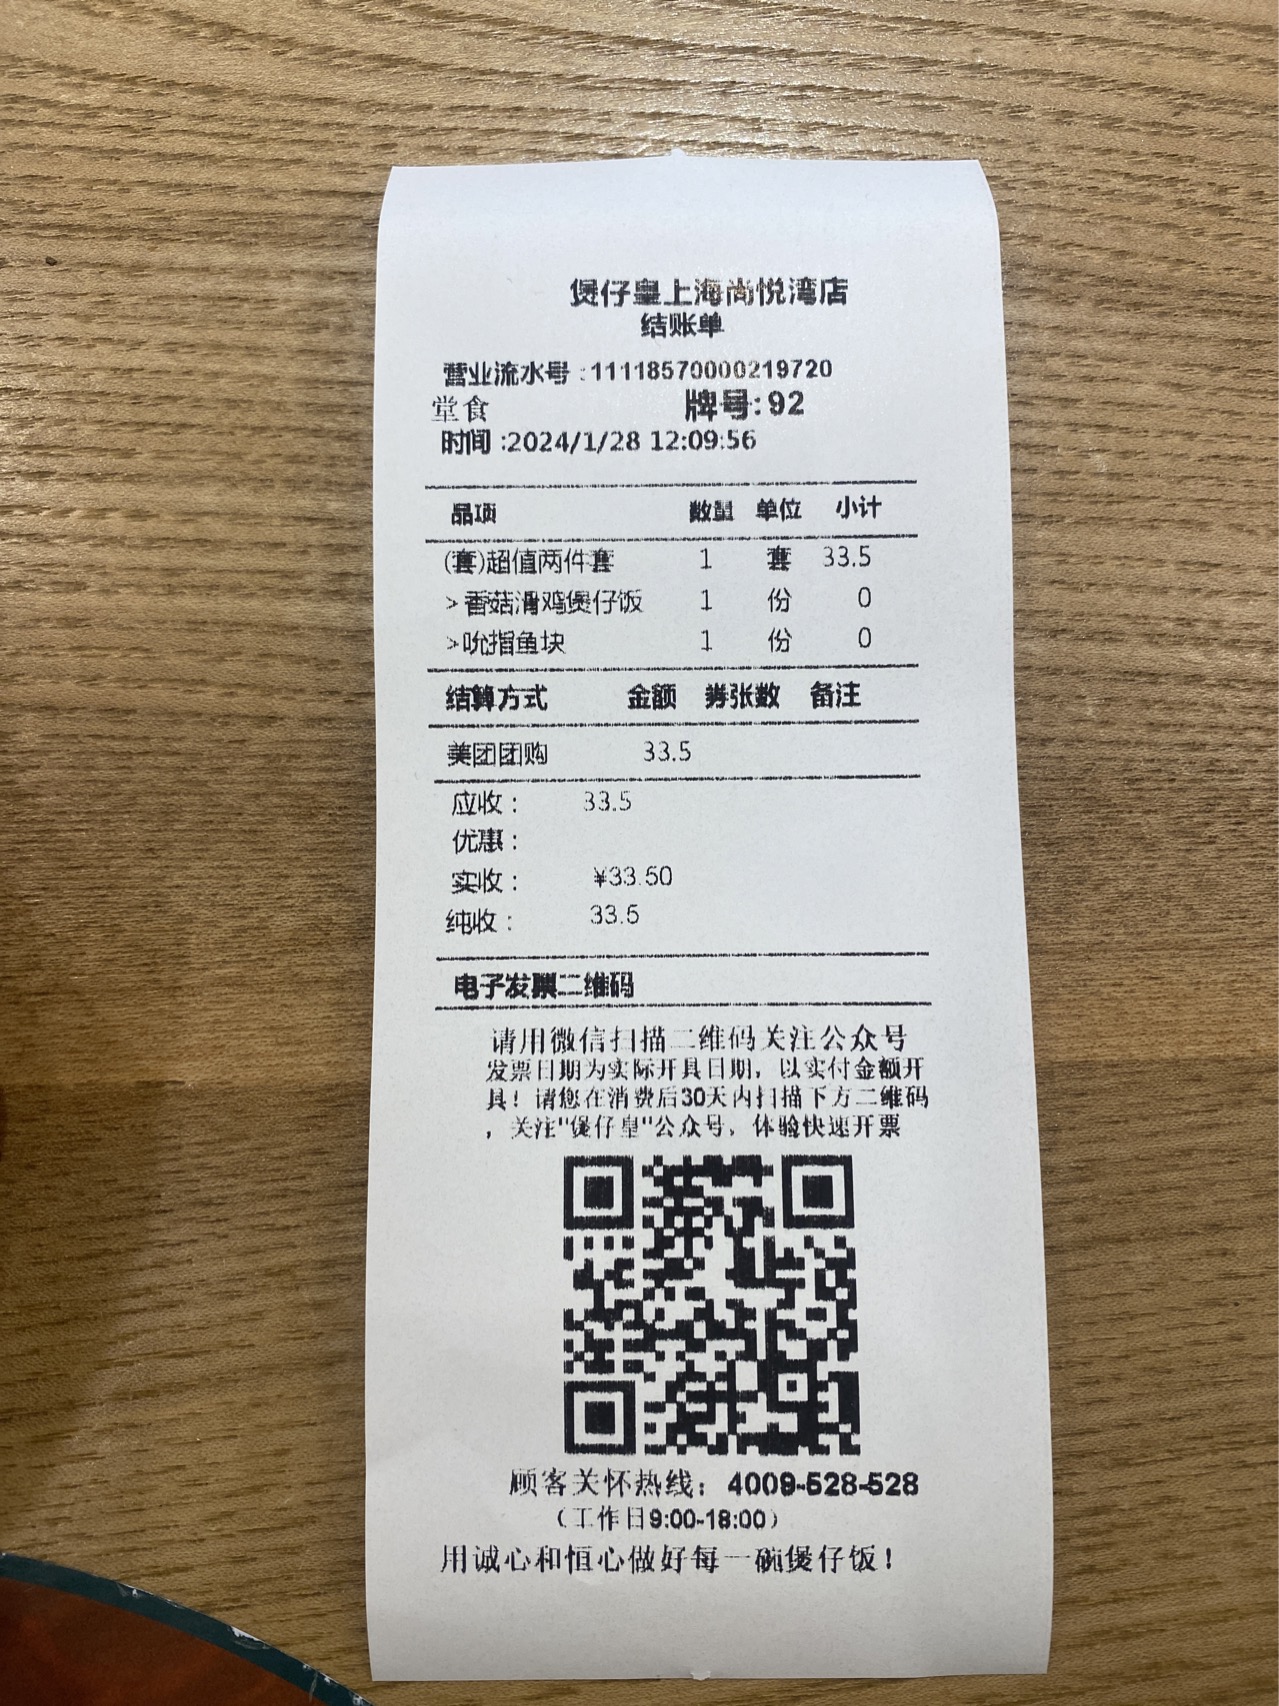 煲仔皇上海尚悦湾店
结账单
营业流水号:11118570000219720
堂食 牌号:92
时间:2024/1/28 12:09:56
品项 数量 单位 小计
(套)超值两件套 1 套 33.5
>香菇滑鸡煲仔饭 1 份 0
>吮指鱼块 1 份 0
结算方式 金额 券张数 备注
美团团购 33.5
应收: 33.5
优惠:
实收: ¥33.50
纯收: 33.5
电子发票二维码
请用微信扫描二维码关注公众号
发票日期为实际开具日期，以实付金额开
具！请您在消费后30天内扫描下方二维码
，关注"煲仔皇"公众号，体验快速开票
顾客关怀热线：4009-528-528
（工作日9:00-18:00）
用诚心和恒心做好每一碗煲仔饭！